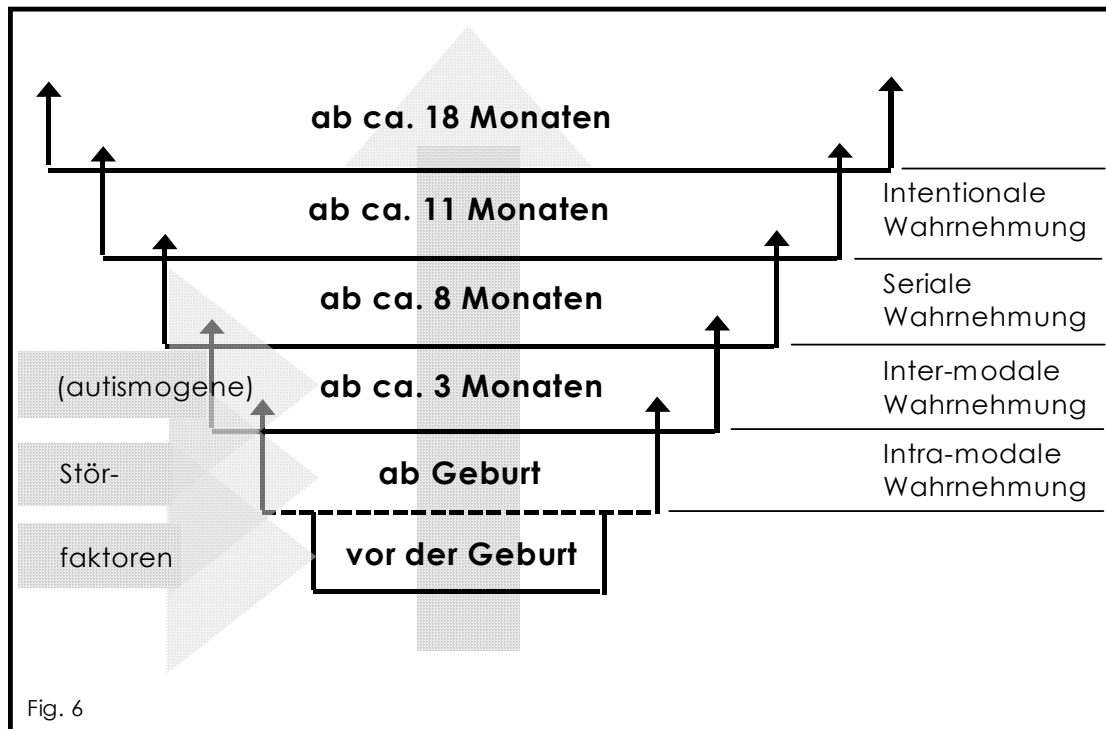 ab ca. 18 Monaten
ab ca. 11 Monaten
Intentionale
Wahrnehmung
ab ca. 8 Monaten
Seriale
Wahrnehmung
(autismogene)
ab ca. 3 Monaten
Inter-modale
Wahrnehmung
Stör-
ab Geburt
Intra-modale
Wahrnehmung
faktoren
vor der Geburt
Fig. 6